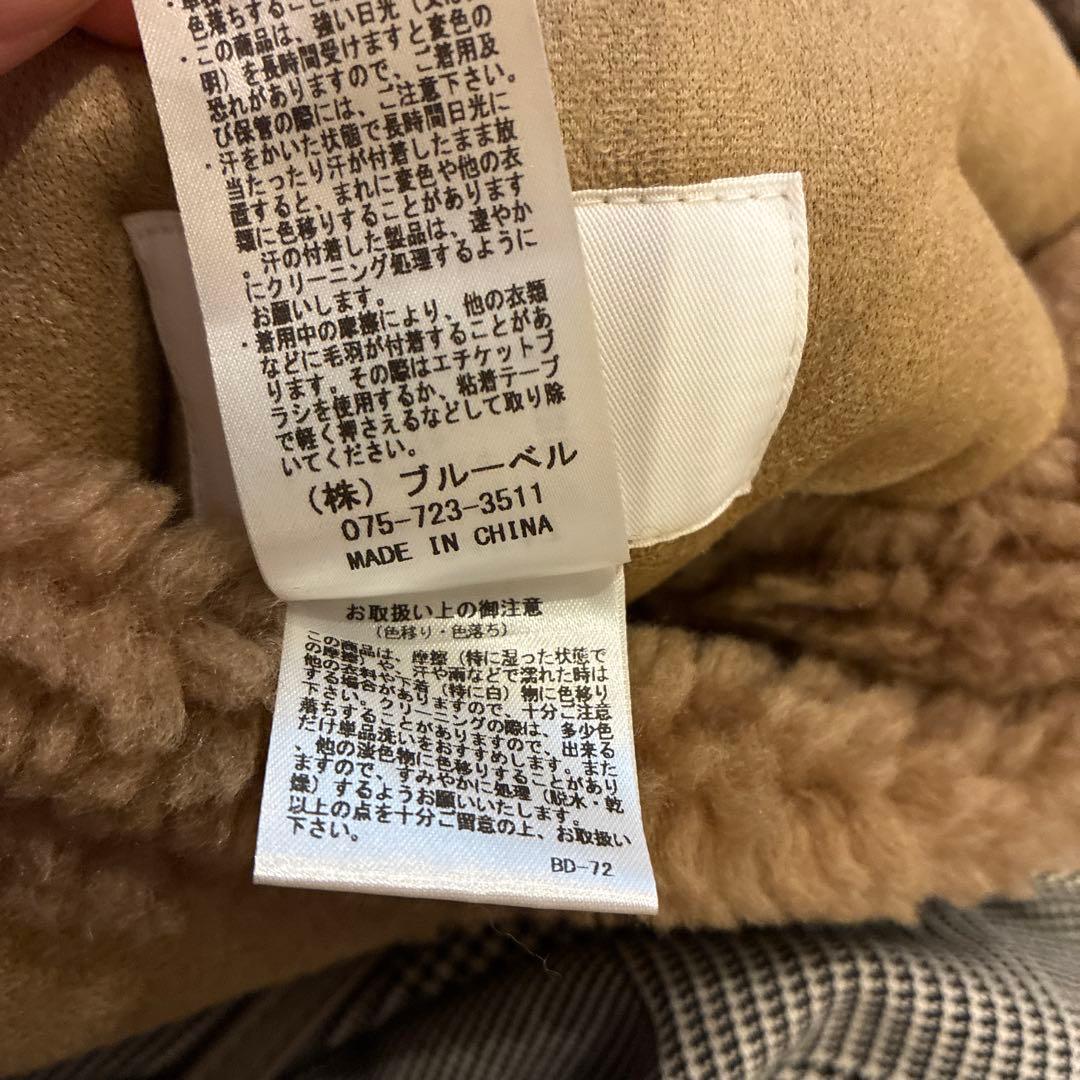 色落ちすることが
・この商品は、強い日光（又は照
明）を長時間受けますと変色の
恐れがありますので、ご着用及
び保管の際には、ご注意下さい。
・汗をかいた状態で長時間日光に
当たったり汗が付着したまま放
置すると、まれに変色や他の衣
類に色移りすることがあります
。汗の付着した製品は、速やか
にクリーニング処理するように
お願いします。
・着用中の摩擦により、他の衣類
などに毛羽が付着することがあ
ります。その際はエチケットブ
ラシを使用するか、粘着テープ
で軽く押さえるなどして取り除
いてください。
（株）ブルーベル
075-723-3511
MADE IN CHINA
お取扱い上の御注意
（色移り・色落ち）
この商品は、摩擦（特に湿った状態で
の摩擦）や、汗や雨などで濡れた時は
他の衣料や下着（特に白）物に色移り
する場合がありますので、十分ご注意
下さい。クリーニングの際は、多少色
落ちすることがありますので、出来る
だけ単品洗いをおすすめします。また
、他の淡色物に色移りすることがあり
ますので、すみやかに処理（脱水・乾
燥）するようお願いいたします。
以上の点を十分ご留意の上、お取扱い
下さい。
BD-72